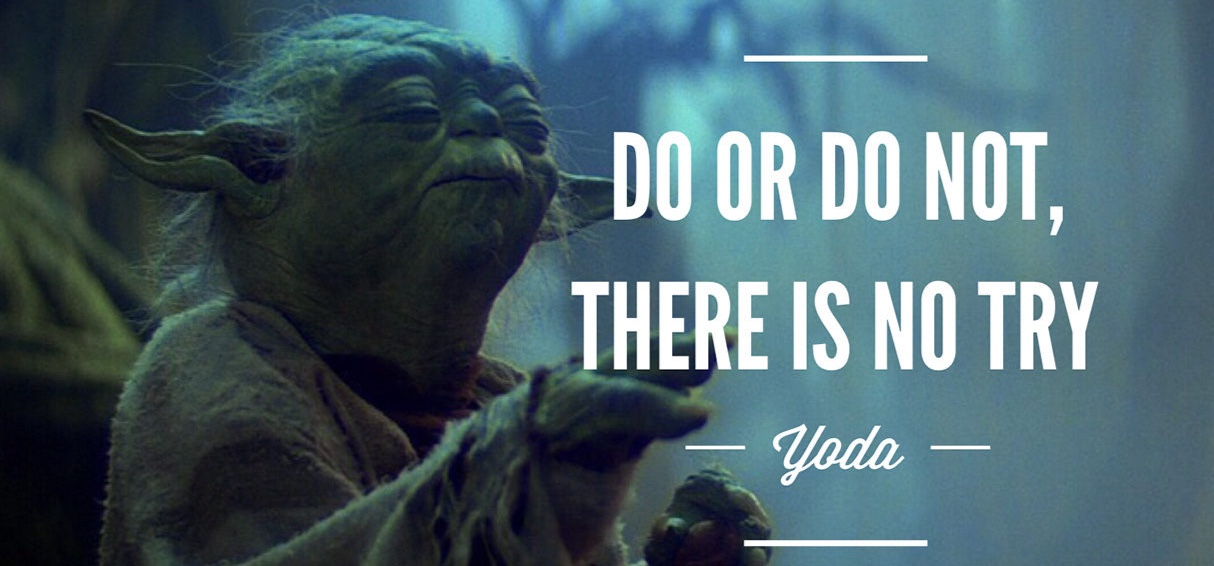 DO OR DO NOT,
THERE IS NO TRY
Yoda